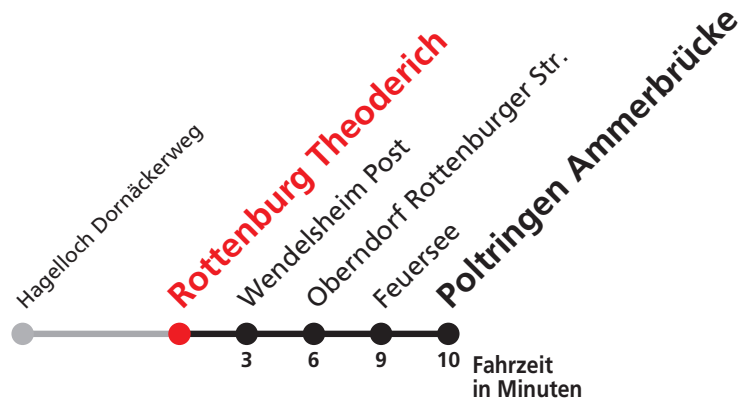 Hagelloch Dornäckerweg
Rottenburg Theoderich
Wendelsheim Post
Oberndorf Rottenburger Str.
Feuersee
Poltringen Ammerbrücke
3
6
9
10
Fahrzeit
in Minuten